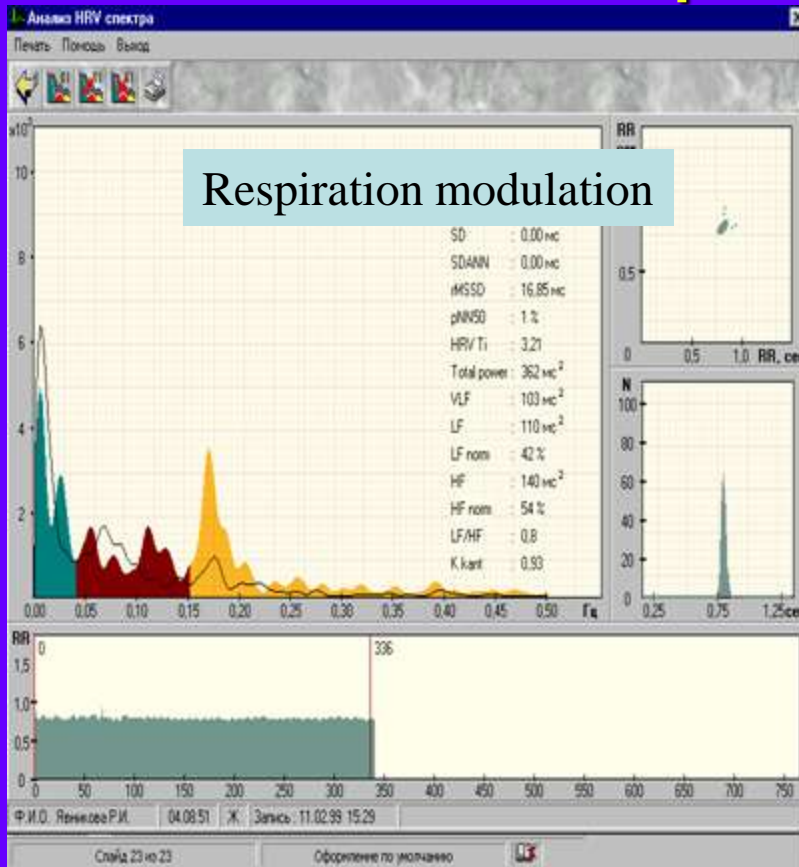 Анализ HRV спектра
Печать Помощь Выход
Respiration modulation
x10
10
8
6
4
2
SD : 0,00 мс
SDANN : 0,00 мс
rMSSD : 16,85 мс
pNN50 : 1 %
HRV Ti : 3,21
Total power : 362 мс²
VLF : 103 мс²
LF : 110 мс²
LF norm : 42 %
HF : 140 мс²
HF norm : 54 %
LF/HF : 0,8
K.kant : 0,93
0,00 0,05 0,10 0,15 0,20 0,25 0,30 0,35 0,40 0,45 0,50 Гц
RR
0,5
0 0,5 1,0 RR, се
N
100
80
60
40
20
0
0,25 0,75 1,25сек
RR
0 336
1,5
1,0
0,5
0
0 50 100 150 200 250 300 350 400 450 500 550 600 650 700 750
Ф.И.О. 04.08.51 Ж Запись : 11.02.99 15:29
Слайд 23 из 23 Оформление по умолчанию